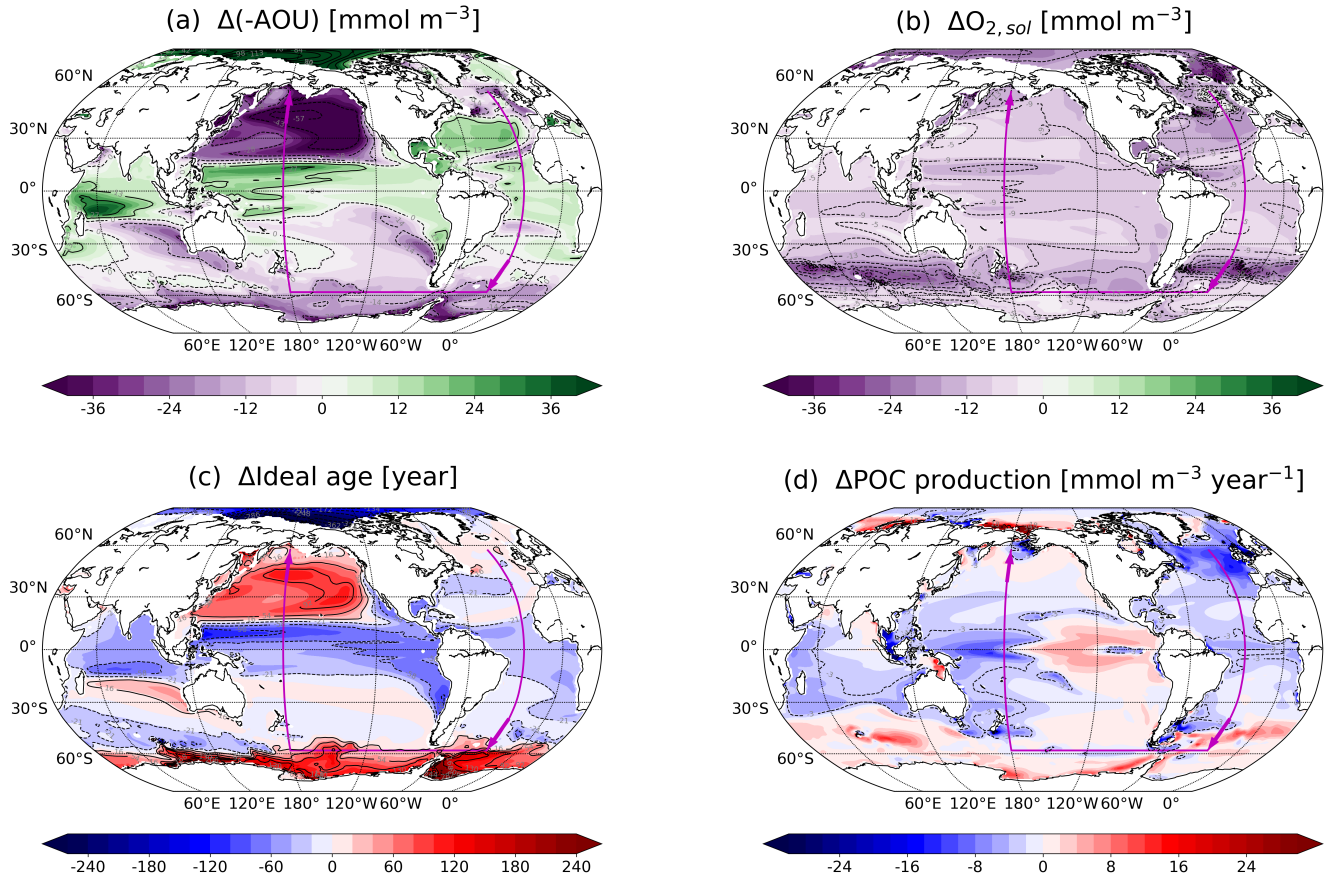 (a) Δ(-AOU) [mmol m⁻³]
60°N
30°N
0°
30°S
60°S
60°E 120°E 180° 120°W 60°W 0°
-36 -24 -12 0 12 24 36
(b) ΔO₂,sol [mmol m⁻³]
60°N
30°N
0°
30°S
60°S
60°E 120°E 180° 120°W 60°W 0°
-36 -24 -12 0 12 24 36
(c) ΔIdeal age [year]
60°N
30°N
0°
30°S
60°S
60°E 120°E 180° 120°W 60°W 0°
-240 -180 -120 -60 0 60 120 180 240
(d) ΔPOC production [mmol m⁻³ year⁻¹]
60°N
30°N
0°
30°S
60°S
60°E 120°E 180° 120°W 60°W 0°
-24 -16 -8 0 8 16 24